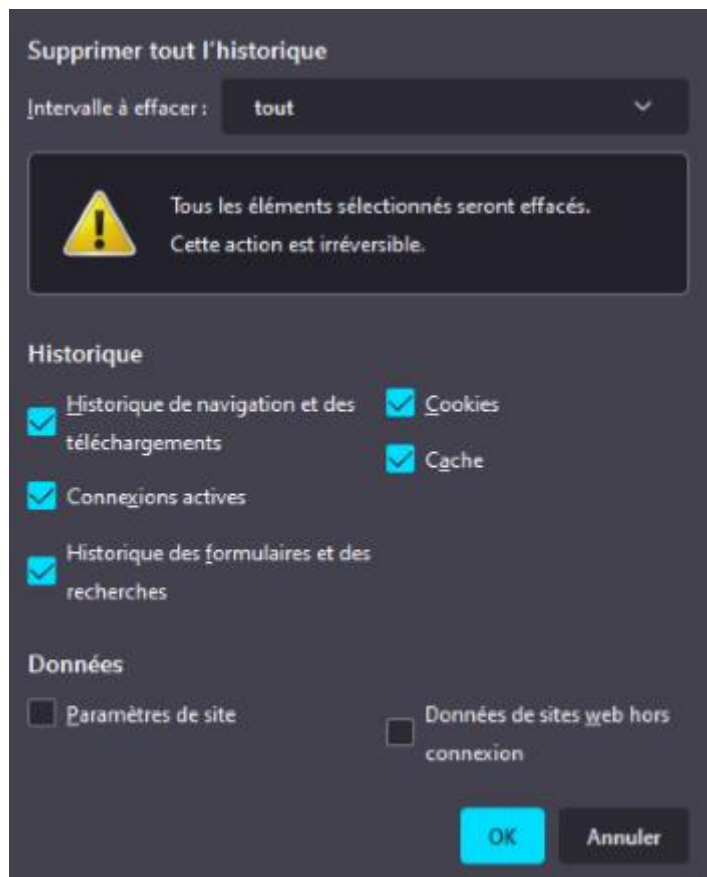 Supprimer tout l'historique
Intervalle à effacer : tout
Tous les éléments sélectionnés seront effacés.
Cette action est irréversible.
Historique
Historique de navigation et des
téléchargements
Cookies
Cache
Connexions actives
Historique des formulaires et des
recherches
Données
Paramètres de site
Données de sites web hors
connexion
OK Annuler